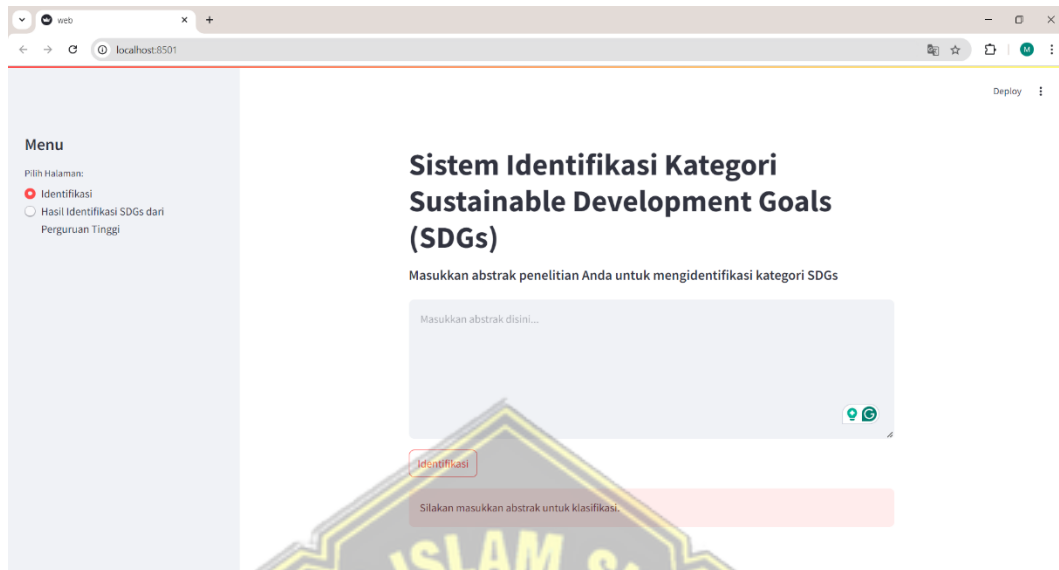 web
localhost:8501
M
Deploy
Menu
Pilih Halaman:
Identifikasi
Hasil Identifikasi SDGs dari
Perguruan Tinggi
Sistem Identifikasi Kategori
Sustainable Development Goals
(SDGs)
Masukkan abstrak penelitian Anda untuk mengidentifikasi kategori SDGs
Masukkan abstrak disini...
Identifikasi
Silakan masukkan abstrak untuk klasifikasi.
ISLAM